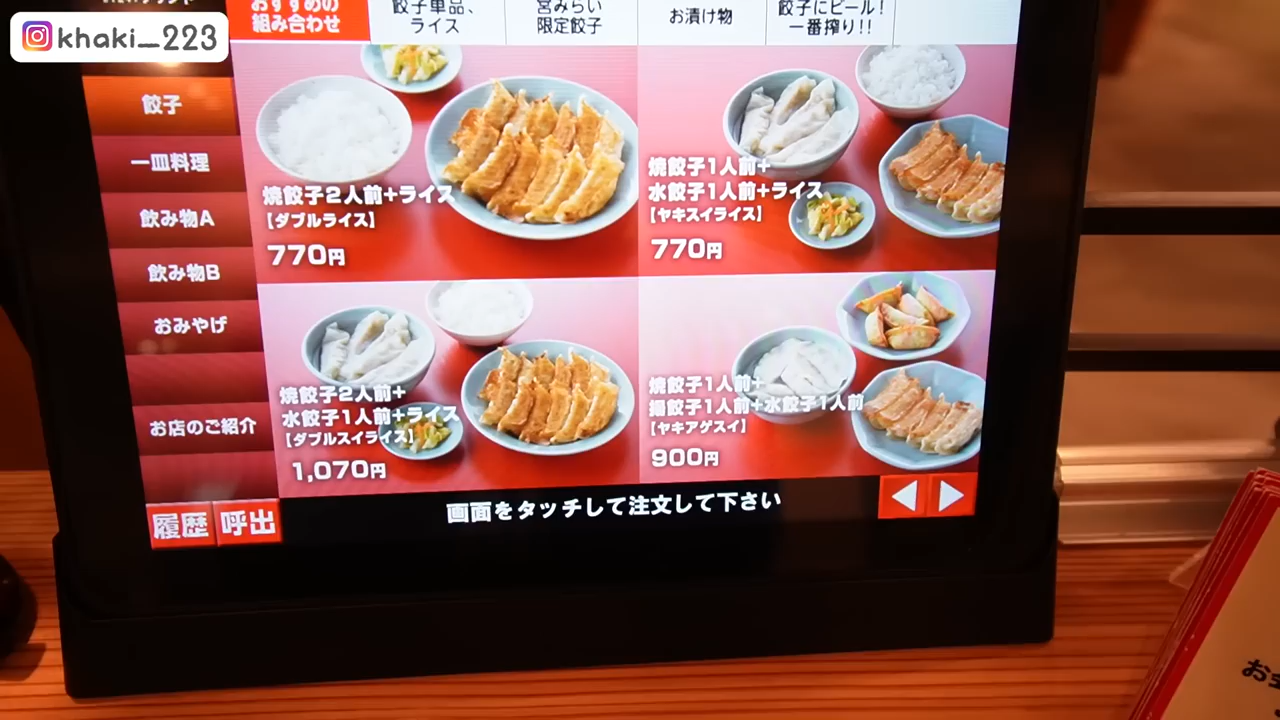 khaki_223
おすすめの
組み合わせ
餃子単品、
ライス
宮みらい
限定餃子
お漬け物
餃子にビール!
一番搾り!!
餃子
一皿料理
飲み物A
飲み物B
おみやげ
お店のご紹介
履歴
呼出
焼餃子2人前+ライス
【ダブルライス】
770円
焼餃子1人前+
水餃子1人前+ライス
【ヤキスイライス】
770円
焼餃子2人前+
水餃子1人前+ライス
【ダブルスイライス】
1,070円
焼餃子1人前+
揚餃子1人前+水餃子1人前
【ヤキアゲスイ】
900円
画面をタッチして注文して下さい